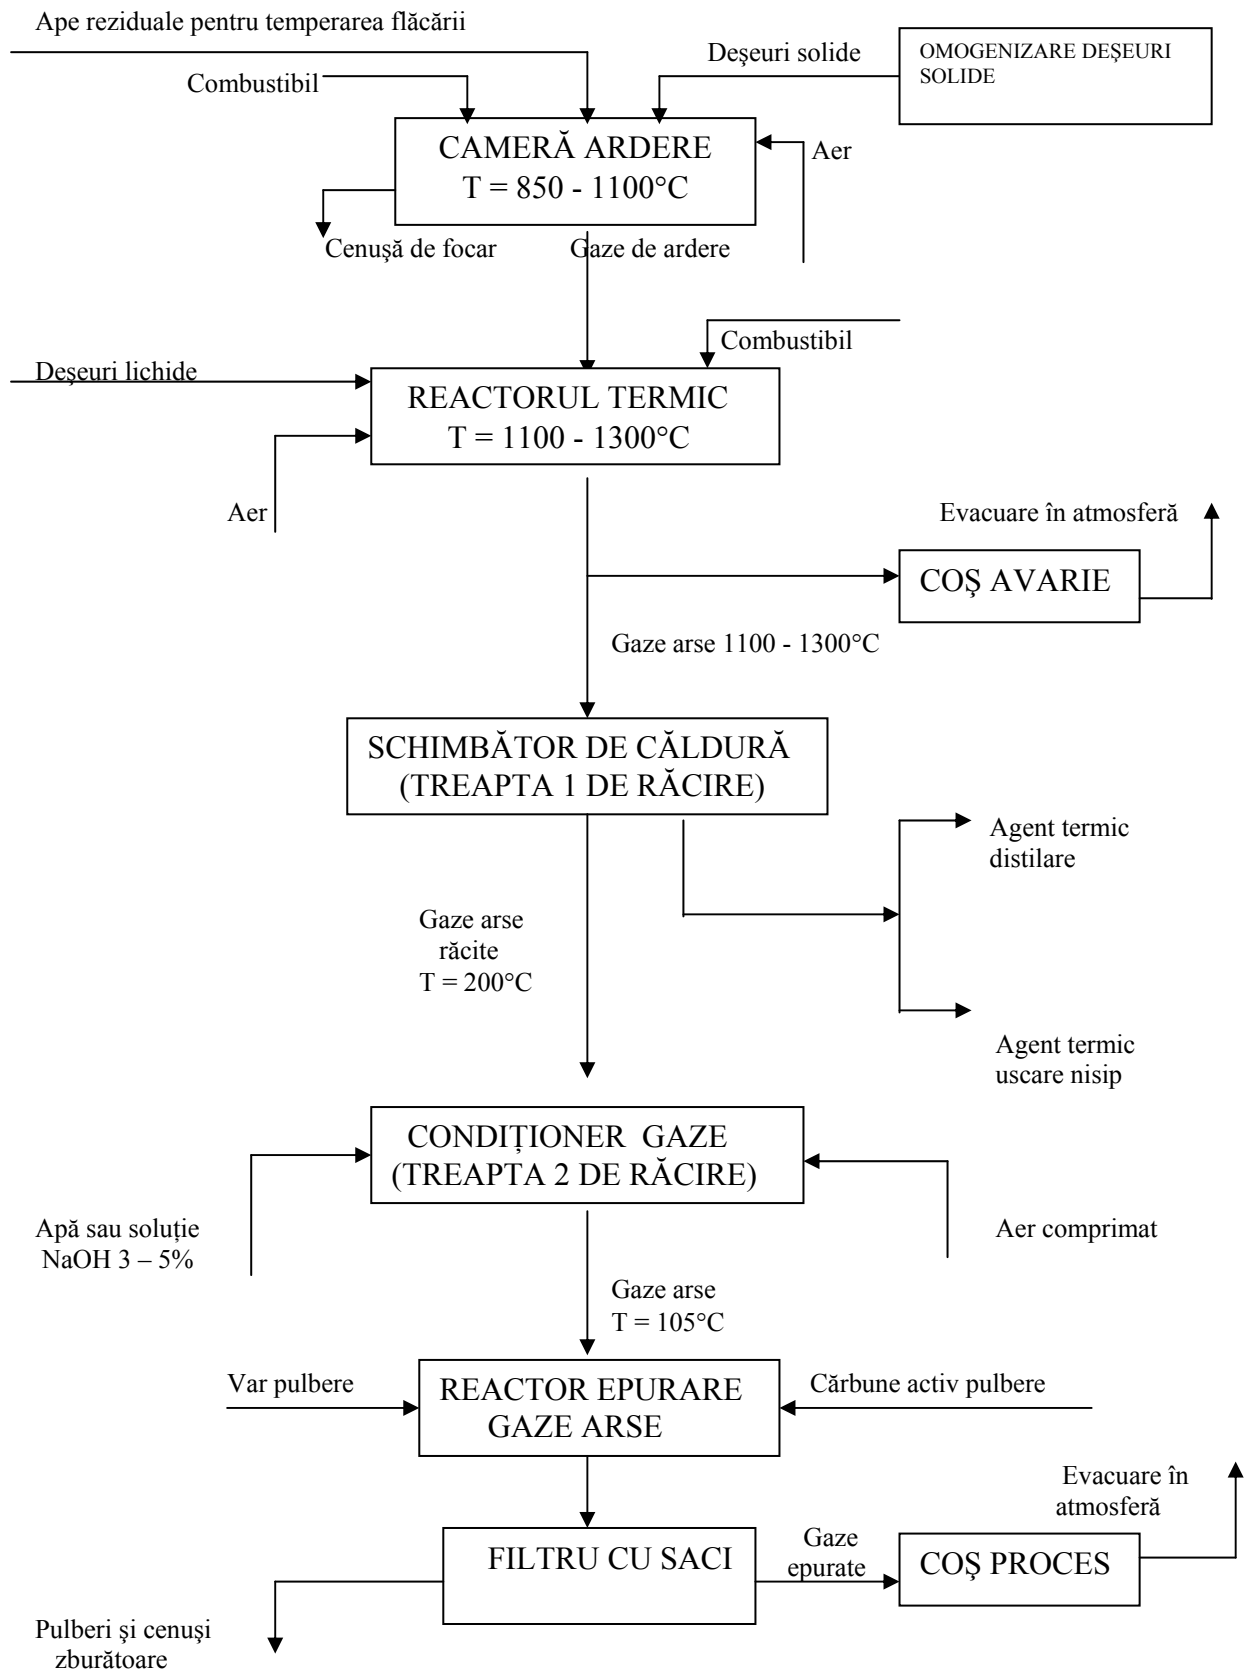 Ape reziduale pentru temperarea flăcării
Combustibil
Deşeuri solide
OMOGENIZARE DEŞEURI
SOLIDE
CAMERĂ ARDERE
T = 850 - 1100°C
Aer
Cenuşă de focar
Gaze de ardere
Combustibil
Deşeuri lichide
REACTORUL TERMIC
T = 1100 - 1300°C
Aer
Evacuare în atmosferă
COŞ AVARIE
Gaze arse 1100 - 1300°C
SCHIMBĂTOR DE CĂLDURĂ
(TREAPTA 1 DE RĂCIRE)
Agent termic
distilare
Gaze arse
răcite
T = 200°C
Agent termic
uscare nisip
CONDIȚIONER GAZE
(TREAPTA 2 DE RĂCIRE)
Apă sau soluție
NaOH 3 – 5%
Aer comprimat
Gaze arse
T = 105°C
Var pulbere
REACTOR EPURARE
GAZE ARSE
Cărbune activ pulbere
Evacuare în
atmosferă
FILTRU CU SACI
Gaze
epurate
COŞ PROCES
Pulberi şi cenuşi
zburătoare